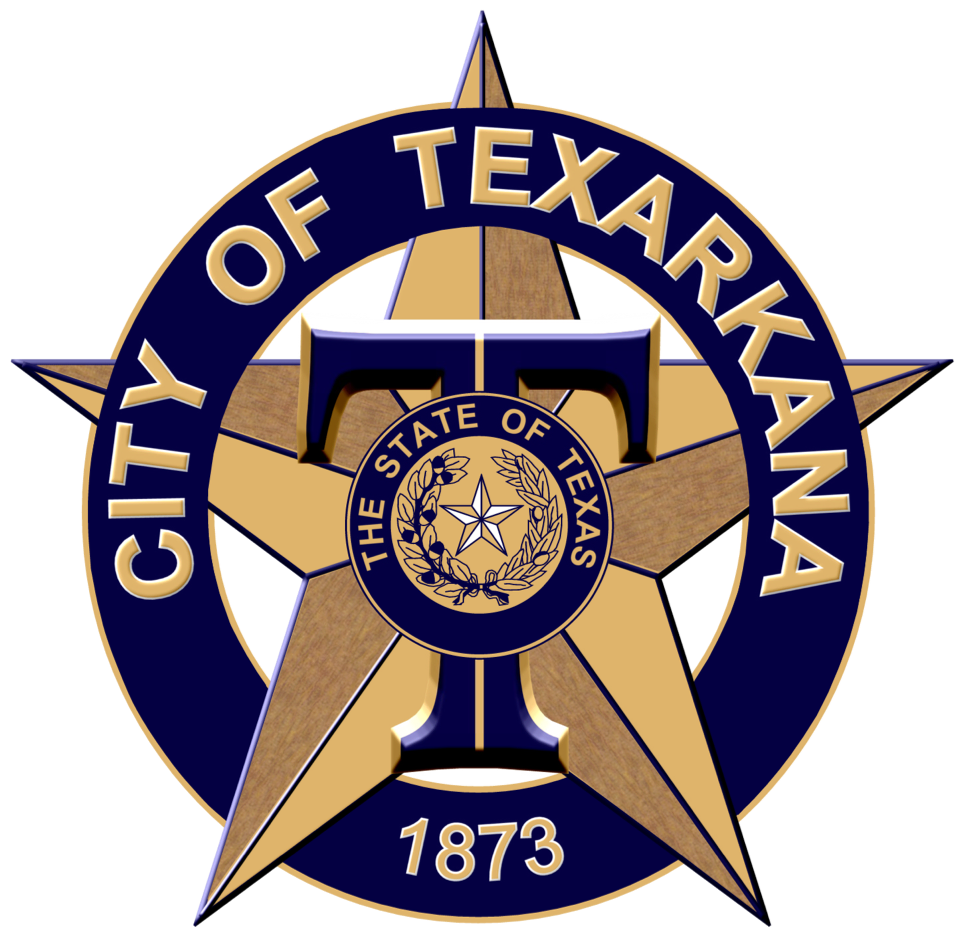 CITY OF TEXARKANA
T
THE STATE OF TEXAS
1873